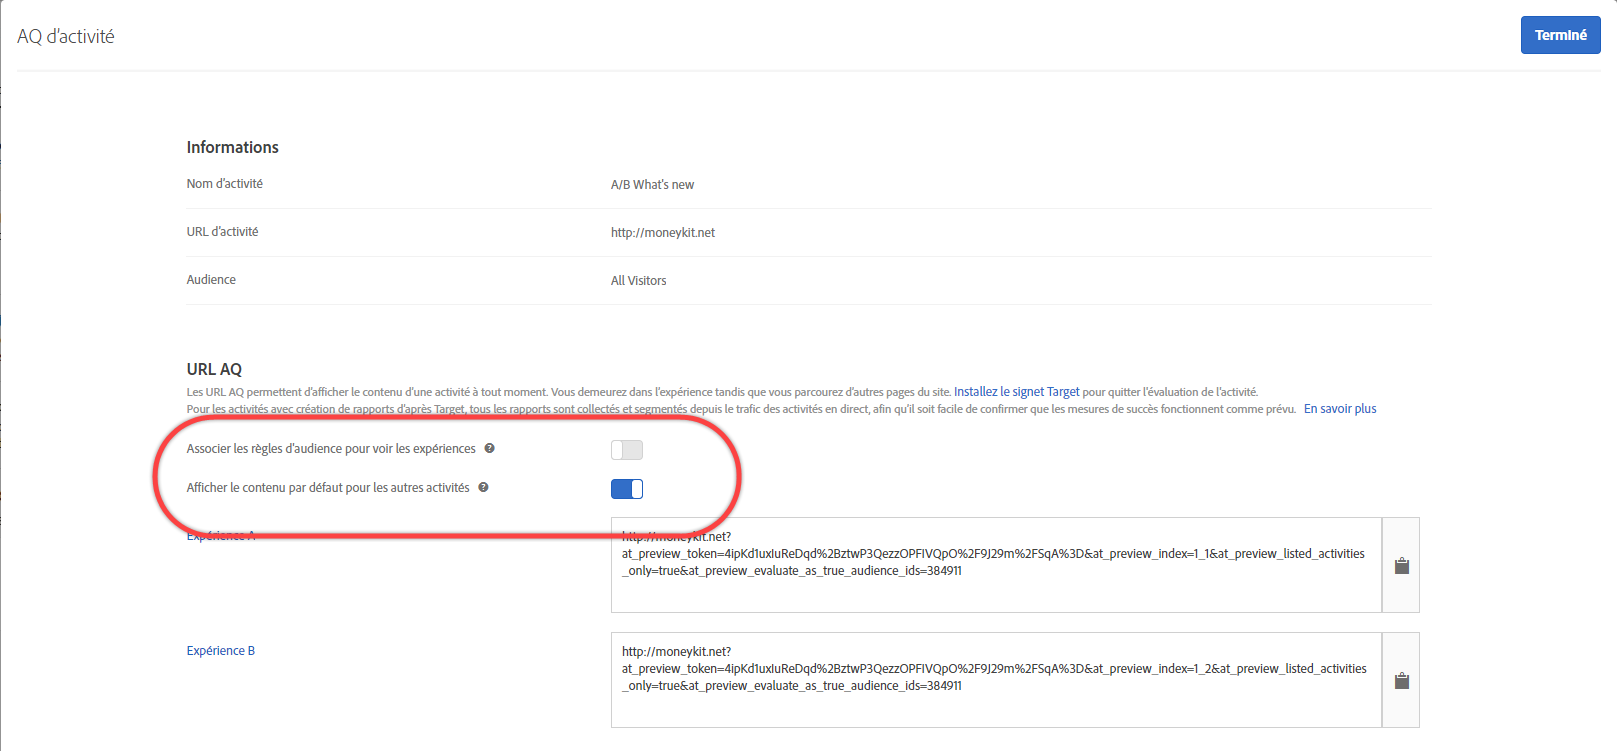 AQ d'activité
Terminé
Informations
Nom d'activité
A/B What's new
URL d'activité
http://moneykit.net
Audience
All Visitors
URL AQ
Les URL AQ permettent d'afficher le contenu d'une activité à tout moment. Vous demeurez dans l'expérience tandis que vous parcourez d'autres pages du site. Installez le signet Target pour quitter l'évaluation de l'activité.
Pour les activités avec création de rapports d'après Target, tous les rapports sont collectés et segmentés depuis le trafic des activités en direct, afin qu'il soit facile de confirmer que les mesures de succès fonctionnent comme prévu. En savoir plus
Associer les règles d'audience pour voir les expériences
Afficher le contenu par défaut pour les autres activités
Expérience A
http://moneykit.net?
at_preview_token=4ipKd1uxIuReDqd%2BztwP3QezzOPFIVQpO%2F9J29m%2FSqA%3D&at_preview_index=1_1&at_preview_listed_activities
_only=true&at_preview_evaluate_as_true_audience_ids=384911
Expérience B
http://moneykit.net?
at_preview_token=4ipKd1uxIuReDqd%2BztwP3QezzOPFIVQpO%2F9J29m%2FSqA%3D&at_preview_index=1_2&at_preview_listed_activities
_only=true&at_preview_evaluate_as_true_audience_ids=384911